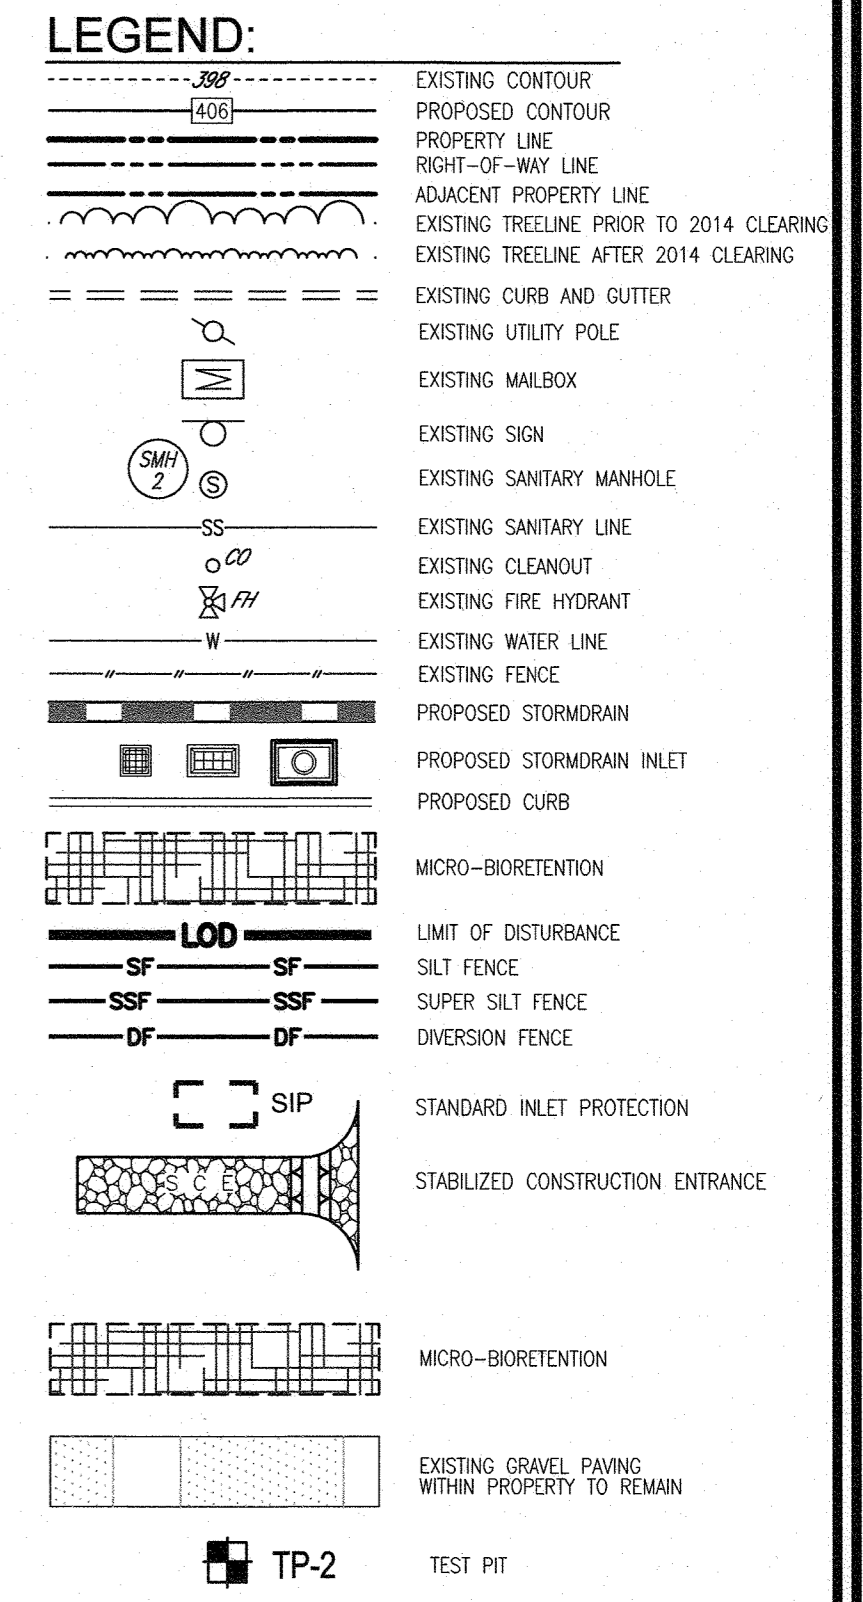 LEGEND:
398 EXISTING CONTOUR
406 PROPOSED CONTOUR
PROPERTY LINE
RIGHT-OF-WAY LINE
ADJACENT PROPERTY LINE
EXISTING TREELINE PRIOR TO 2014 CLEARING
EXISTING TREELINE AFTER 2014 CLEARING
EXISTING CURB AND GUTTER
EXISTING UTILITY POLE
M EXISTING MAILBOX
EXISTING SIGN
SMH
2 S EXISTING SANITARY MANHOLE
SS EXISTING SANITARY LINE
CO EXISTING CLEANOUT
FH EXISTING FIRE HYDRANT
W EXISTING WATER LINE
EXISTING FENCE
PROPOSED STORMDRAIN
PROPOSED STORMDRAIN INLET
PROPOSED CURB
MICRO-BIORETENTION
LOD LIMIT OF DISTURBANCE
SF SF SILT FENCE
SSF SSF SUPER SILT FENCE
DF DF DIVERSION FENCE
SIP STANDARD INLET PROTECTION
S C E STABILIZED CONSTRUCTION ENTRANCE
MICRO-BIORETENTION
EXISTING GRAVEL PAVING
WITHIN PROPERTY TO REMAIN
TP-2 TEST PIT